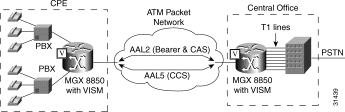 CPE
ATM Packet
Network
Central Office
T1 lines
PBX
V
AAL2 (Bearer & CAS)
V
PSTN
PBX
MGX 8850
with VISM
AAL5 (CCS)
MGX 8850
with VISM
31439